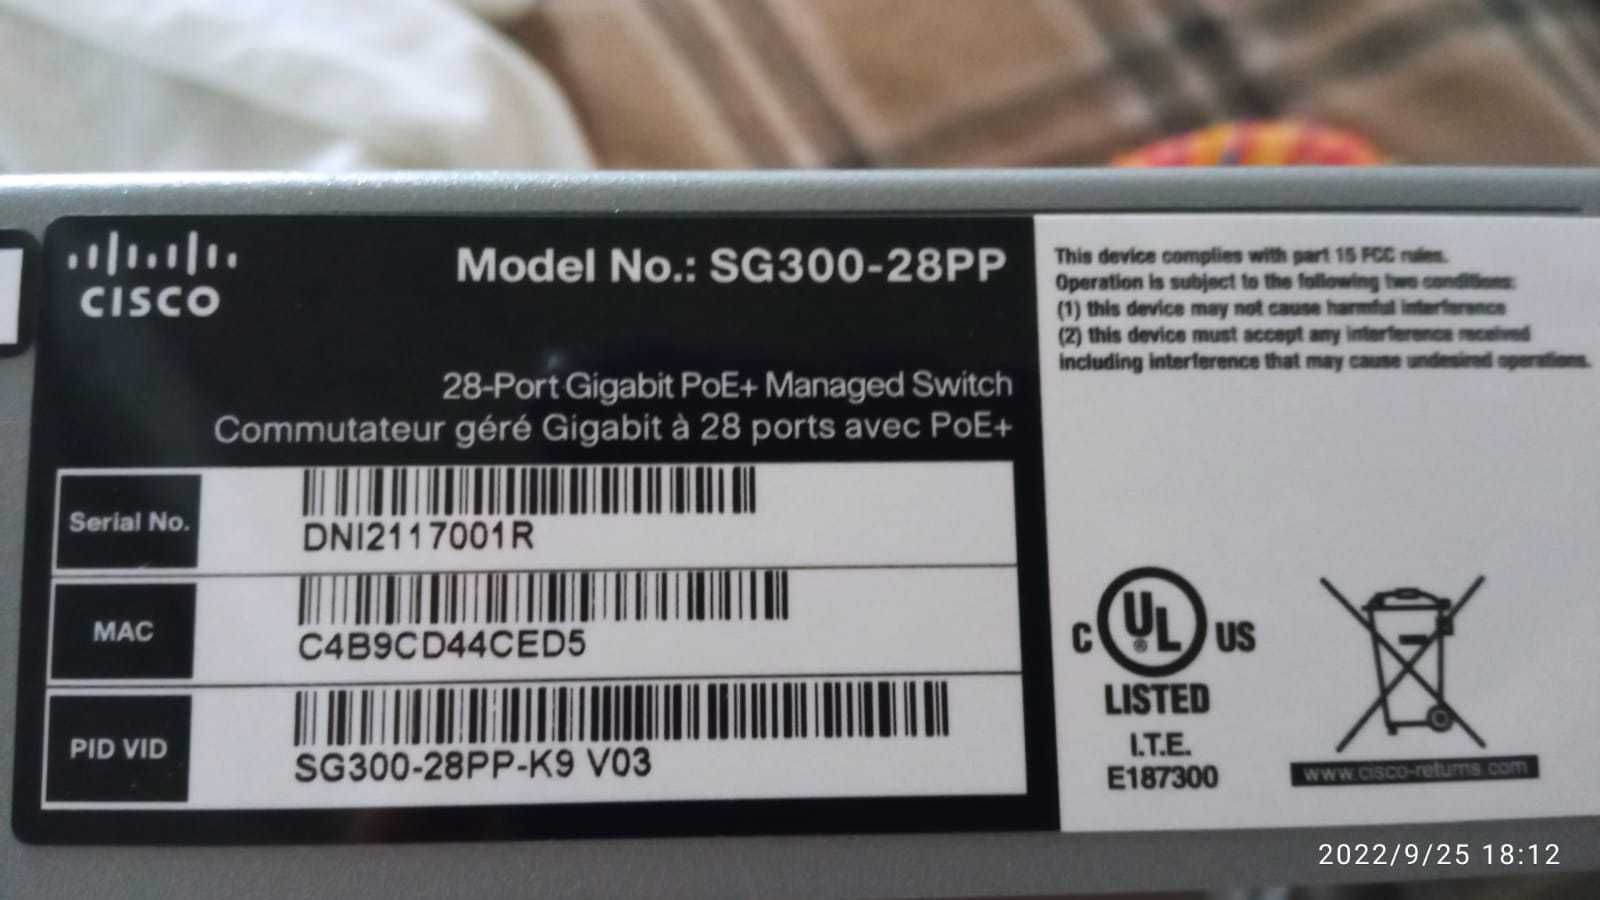 CISCO
Model No.: SG300-28PP
28-Port Gigabit PoE+ Managed Switch
Commutateur géré Gigabit à 28 ports avec PoE+
Serial No.
DNI2117001R
MAC
C4B9CD44CED5
PID VID
SG300-28PP-K9 V03
This device complies with part 15 FCC rules.
Operation is subject to the following two conditions:
(1) this device may not cause harmful interference
(2) this device must accept any interference received
including interference that may cause undesired operations.
C UL ® US
LISTED
I.T.E.
E187300
www.cisco-returns.com
2022/9/25 18:12